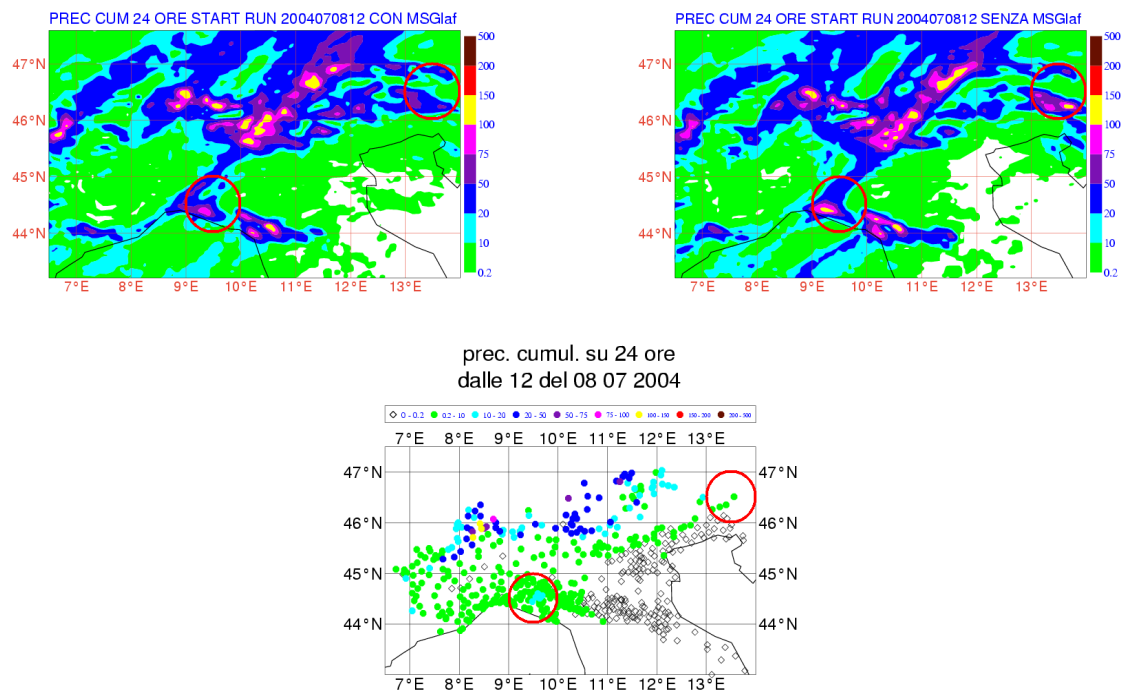 PREC CUM 24 ORE START RUN 2004070812 CON MSGlaf
500
200
150
100
75
50
20
10
0.2
47°N
46°N
45°N
44°N
7°E 8°E 9°E 10°E 11°E 12°E 13°E
PREC CUM 24 ORE START RUN 2004070812 SENZA MSGlaf
500
200
150
100
75
50
20
10
0.2
47°N
46°N
45°N
44°N
7°E 8°E 9°E 10°E 11°E 12°E 13°E
prec. cumul. su 24 ore
dalle 12 del 08 07 2004
0 - 0.2 0.2 - 10 10 - 20 20 - 50 50 - 75 75 - 100 100 - 150 150 - 200 200 - 500
7°E 8°E 9°E 10°E 11°E 12°E 13°E
47°N 47°N
46°N 46°N
45°N 45°N
44°N 44°N
7°E 8°E 9°E 10°E 11°E 12°E 13°E